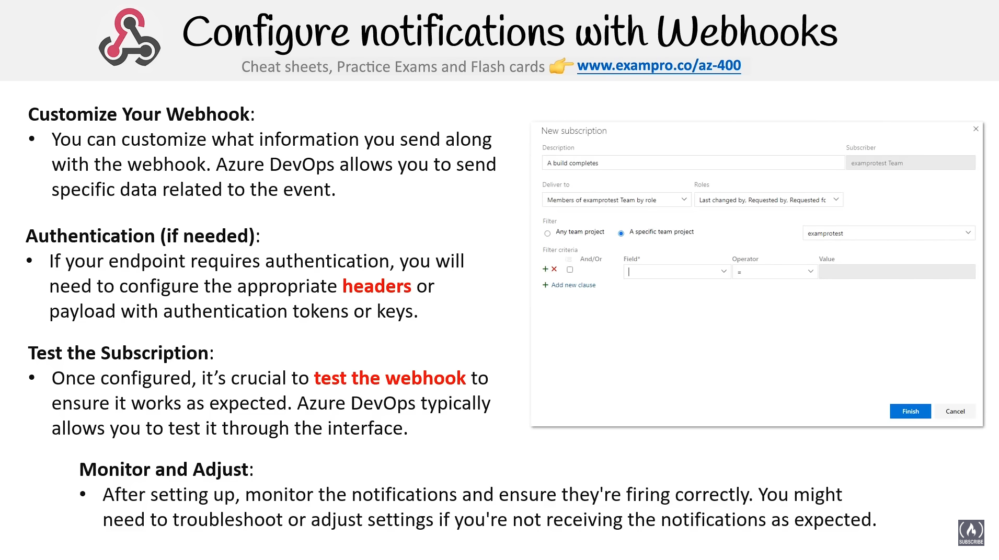 Configure notifications with Webhooks
Cheat sheets, Practice Exams and Flash cards www.exampro.co/az-400
Customize Your Webhook:
• You can customize what information you send along
with the webhook. Azure DevOps allows you to send
specific data related to the event.
Authentication (if needed):
• If your endpoint requires authentication, you will
need to configure the appropriate headers or
payload with authentication tokens or keys.
Test the Subscription:
• Once configured, it’s crucial to test the webhook to
ensure it works as expected. Azure DevOps typically
allows you to test it through the interface.
Monitor and Adjust:
• After setting up, monitor the notifications and ensure they're firing correctly. You might
need to troubleshoot or adjust settings if you're not receiving the notifications as expected.
New subscription
Description Subscriber
A build completes examprotest Team
Deliver to Roles
Members of examprotest Team by role Last changed by, Requested by, Requested fc
Filter
Any team project A specific team project examprotest
Filter criteria
And/Or Field* Operator Value
=
+ Add new clause
Finish Cancel
SUBSCRIBE